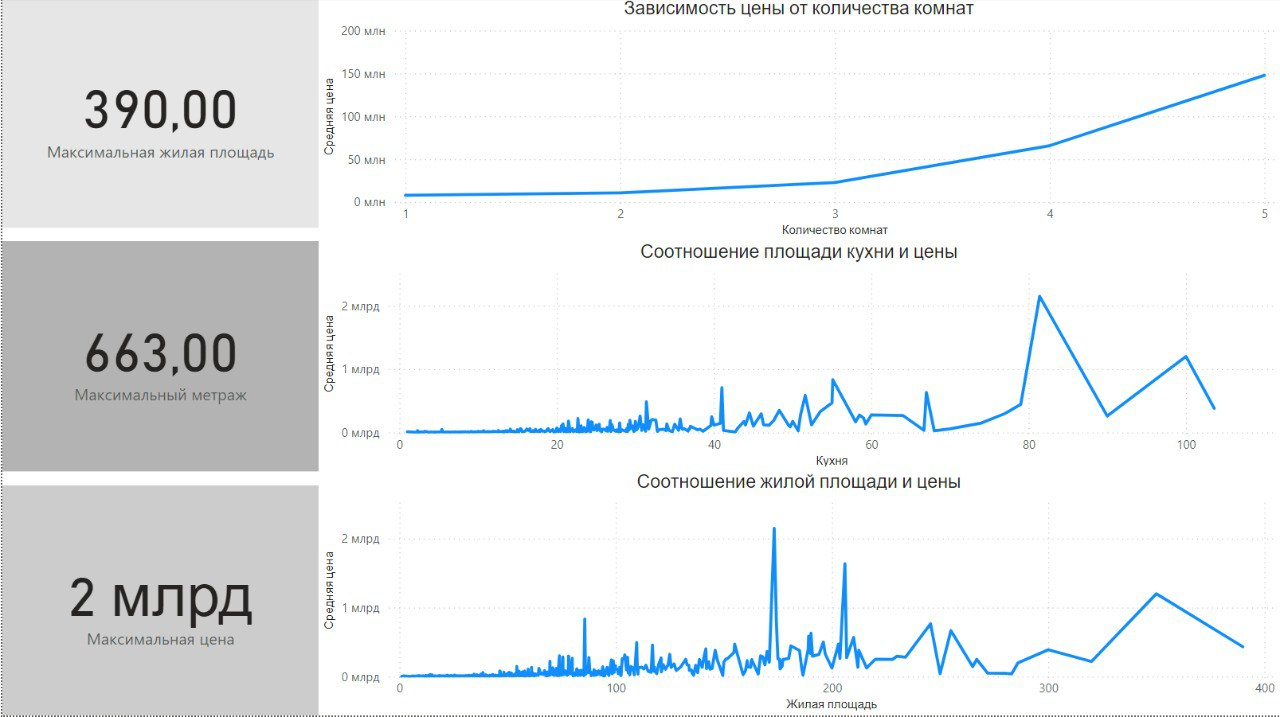 390,00
Максимальная жилая площадь
663,00
Максимальный метраж
2 млрд
Максимальная цена
Зависимость цены от количества комнат
Средняя цена
200 млн
150 млн
100 млн
50 млн
0 млн
1 2 3 4 5
Количество комнат
Соотношение площади кухни и цены
Средняя цена
2 млрд
1 млрд
0 млрд
0 20 40 60 80 100
Кухня
Соотношение жилой площади и цены
Средняя цена
2 млрд
1 млрд
0 млрд
0 100 200 300 400
Жилая площадь